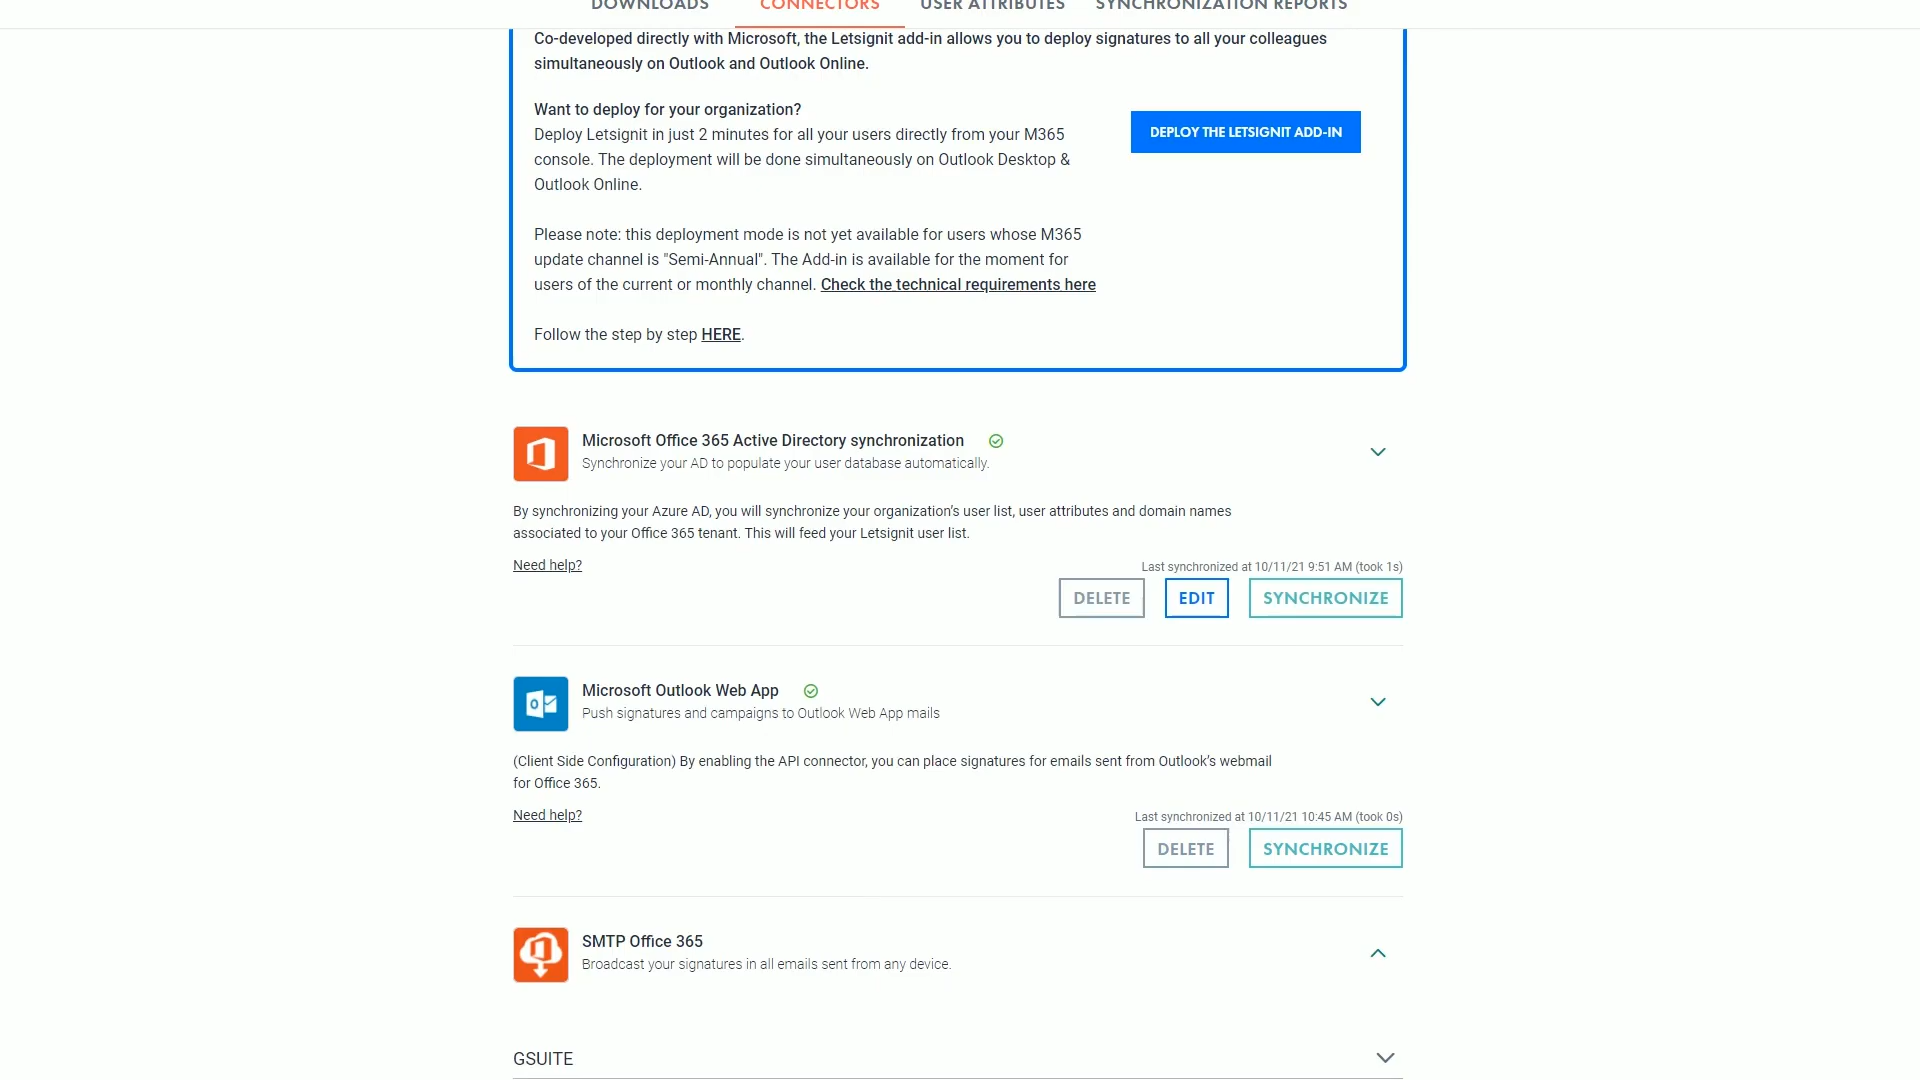 DOWNLOADS CONNECTORS USER ATTRIBUTES SYNCHRONIZATION REPORTS
Co-developed directly with Microsoft, the Letsignit add-in allows you to deploy signatures to all your colleagues
simultaneously on Outlook and Outlook Online.
Want to deploy for your organization?
Deploy Letsignit in just 2 minutes for all your users directly from your M365
console. The deployment will be done simultaneously on Outlook Desktop &
Outlook Online.
DEPLOY THE LETSIGNIT ADD-IN
Please note: this deployment mode is not yet available for users whose M365
update channel is "Semi-Annual". The Add-in is available for the moment for
users of the current or monthly channel. Check the technical requirements here
Follow the step by step HERE.
Microsoft Office 365 Active Directory synchronization
Synchronize your AD to populate your user database automatically.
By synchronizing your Azure AD, you will synchronize your organization's user list, user attributes and domain names
associated to your Office 365 tenant. This will feed your Letsignit user list.
Need help?
Last synchronized at 10/11/21 9:51 AM (took 1s)
DELETE EDIT SYNCHRONIZE
Microsoft Outlook Web App
Push signatures and campaigns to Outlook Web App mails
(Client Side Configuration) By enabling the API connector, you can place signatures for emails sent from Outlook's webmail
for Office 365.
Need help?
Last synchronized at 10/11/21 10:45 AM (took 0s)
DELETE SYNCHRONIZE
SMTP Office 365
Broadcast your signatures in all emails sent from any device.
GSUITE